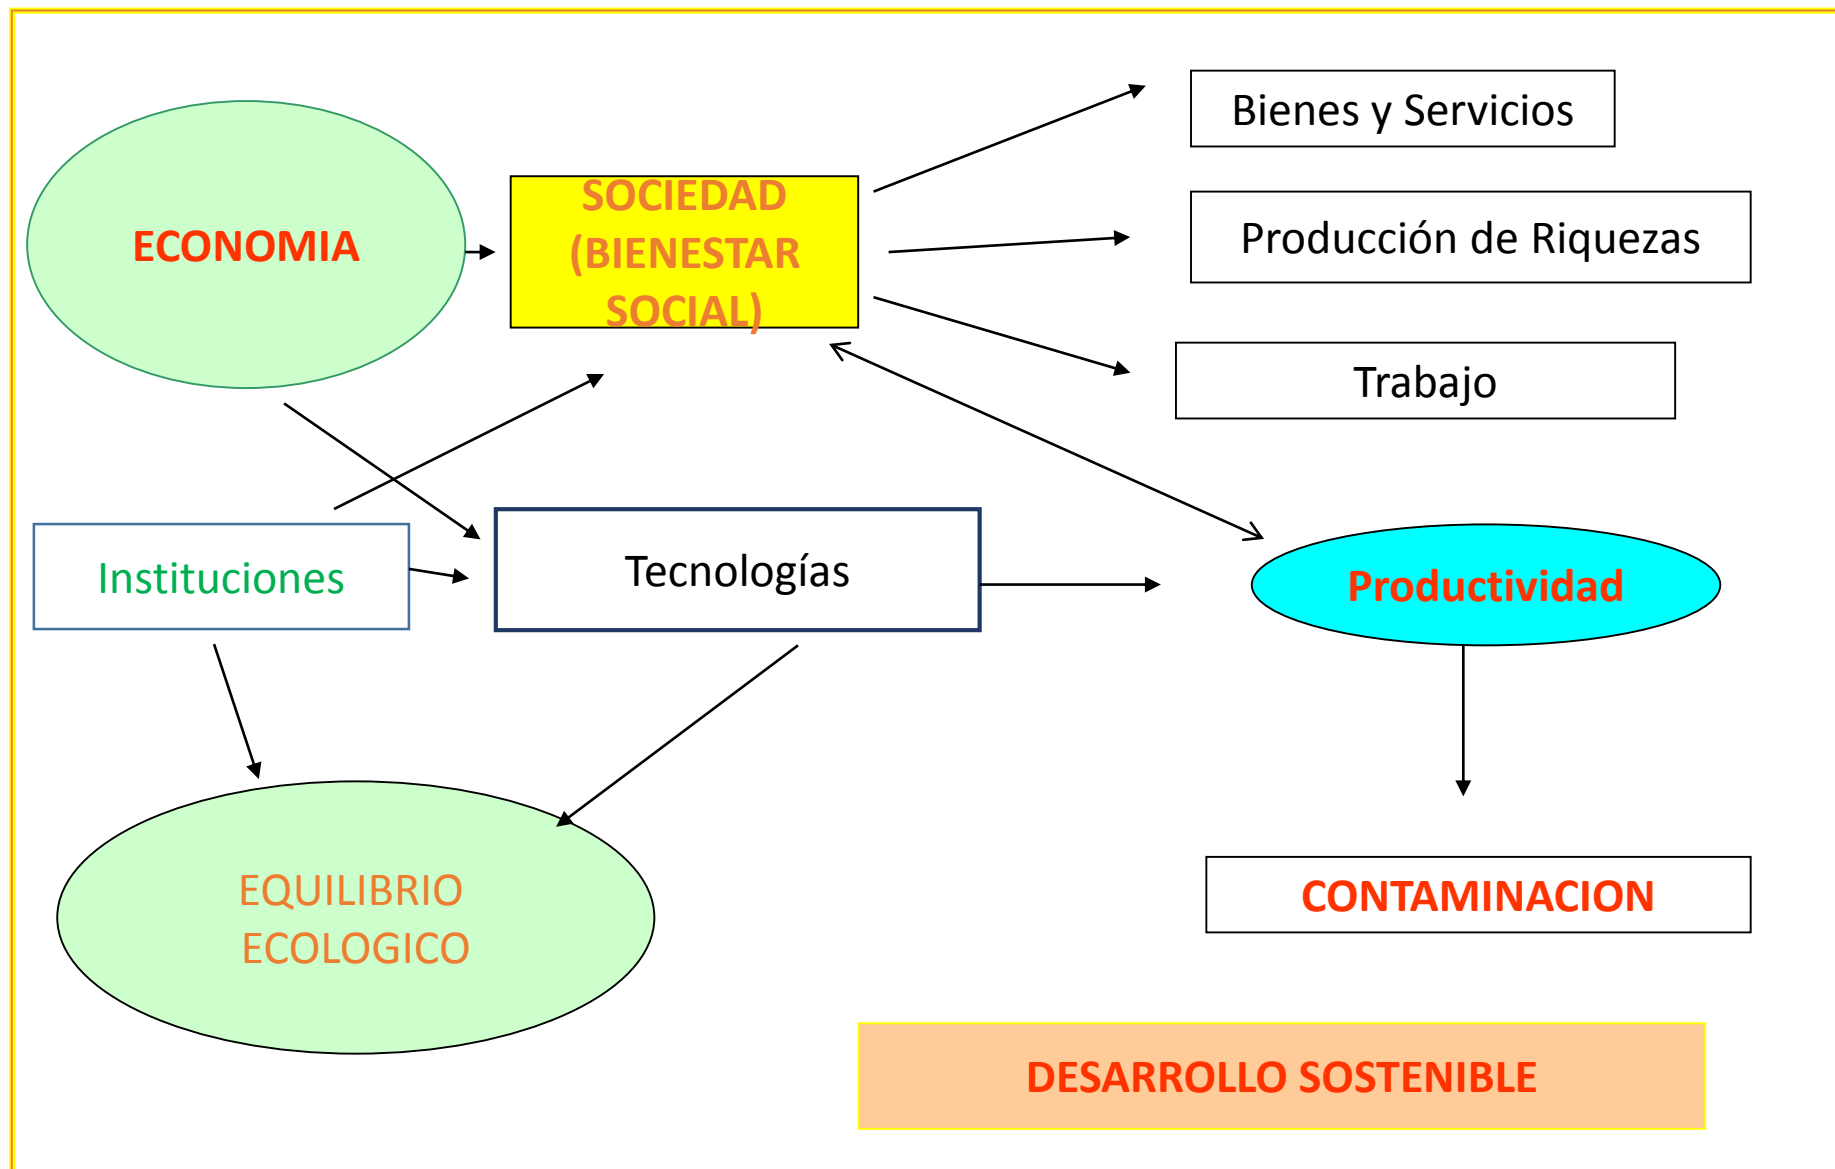 Bienes y Servicios
ECONOMIA
SOCIEDAD
(BIENESTAR
SOCIAL)
Producción de Riquezas
Trabajo
Instituciones
Tecnologías
Productividad
EQUILIBRIO
ECOLOGICO
CONTAMINACION
DESARROLLO SOSTENIBLE